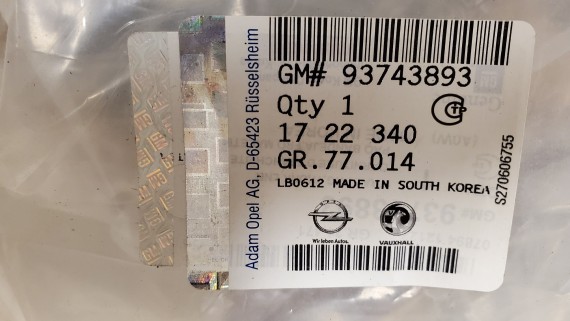 GM# 93743893
Qty 1
17 22 340
GR.77.014
LB0612 MADE IN SOUTH KOREA
Adam Opel AG, D-65423 Rüsselsheim
S270606755
Wir leben Autos.
VAUXHALL